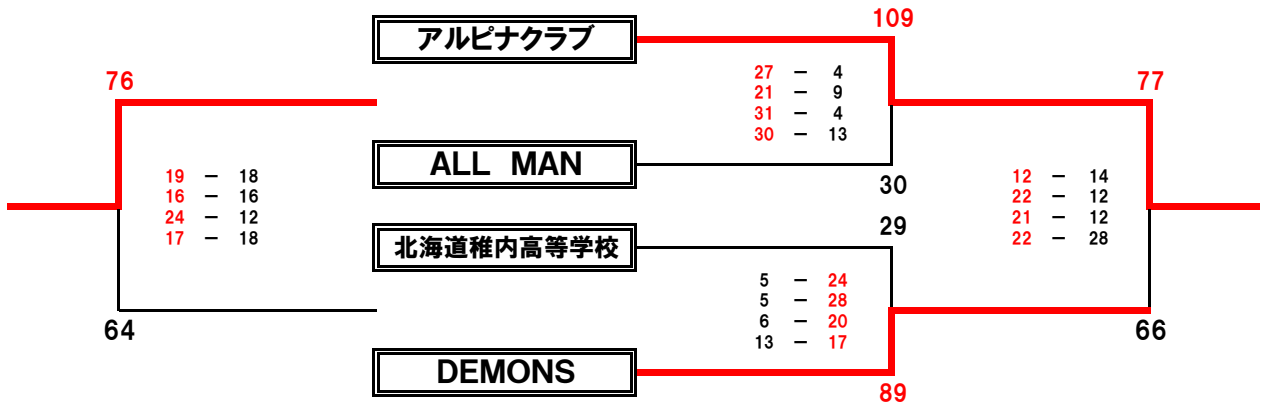 アルピナクラブ
109
76
77
27 － 4
21 － 9
31 － 4
30 － 13
ALL MAN
30
19 － 18
16 － 16
24 － 12
17 － 18
12 － 14
22 － 12
21 － 12
22 － 28
29
北海道稚内高等学校
5 － 24
5 － 28
6 － 20
13 － 17
64
66
DEMONS
89